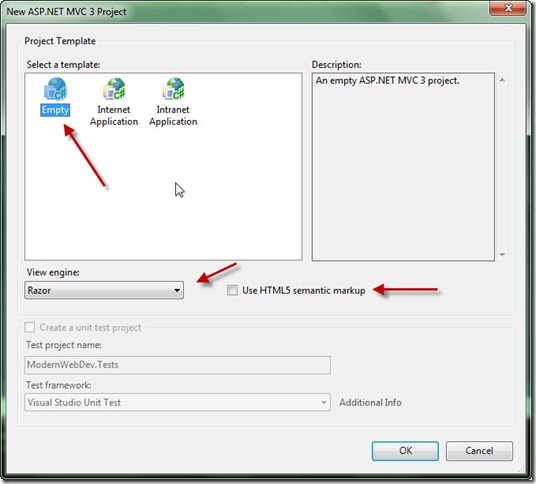 New ASP.NET MVC 3 Project
Project Template
Select a template:
Description:
Empty
Internet Application
Intranet Application
An empty ASP.NET MVC 3 project.
View engine:
Razor
Use HTML5 semantic markup
Create a unit test project
Test project name:
ModernWebDev.Tests
Test framework:
Visual Studio Unit Test
Additional Info
OK
Cancel